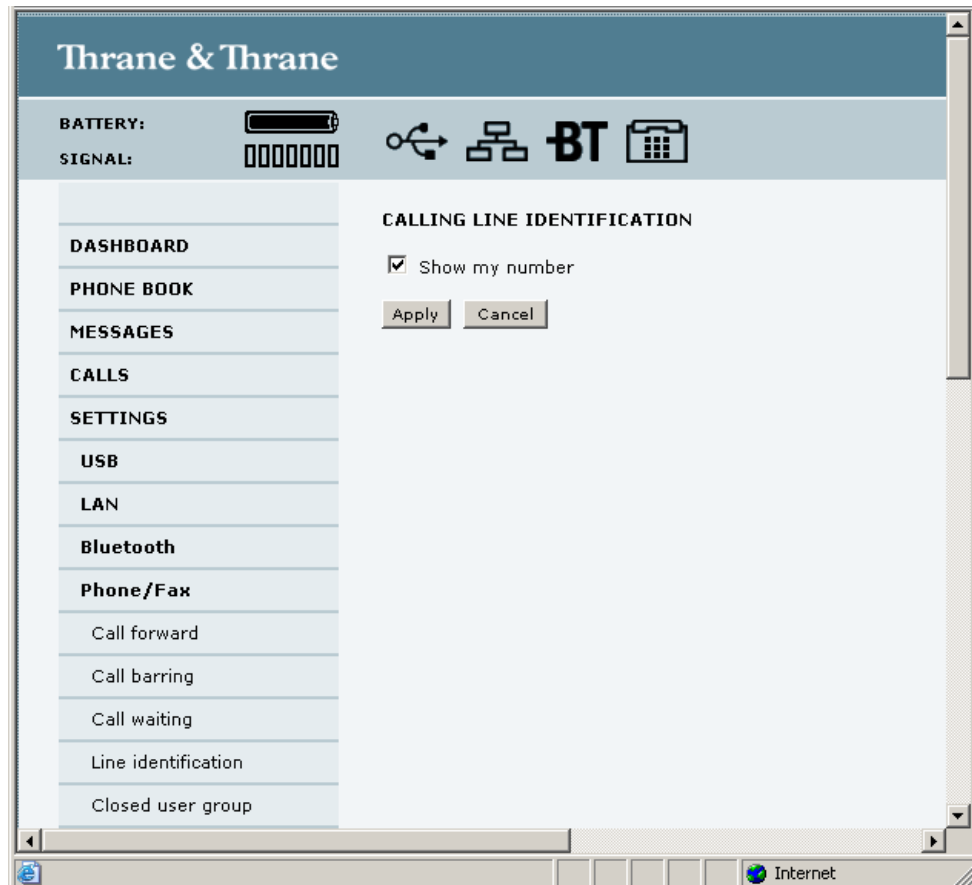 Thrane & Thrane
BATTERY:
SIGNAL:
BT
DASHBOARD
PHONE BOOK
MESSAGES
CALLS
SETTINGS
USB
LAN
Bluetooth
Phone/Fax
Call forward
Call barring
Call waiting
Line identification
Closed user group
CALLING LINE IDENTIFICATION
Show my number
Apply Cancel
Internet